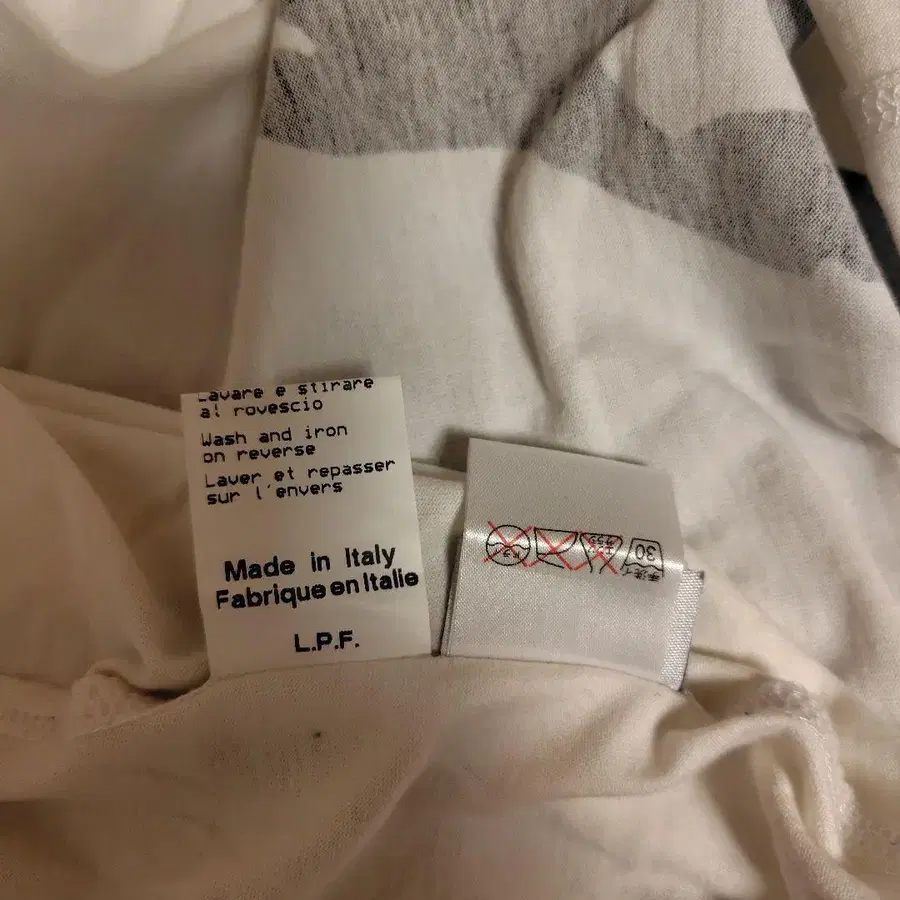 Lavare e stirare
al rovescio
Wash and iron
on reverse
Laver et repasser
sur l'envers
Made in Italy
Fabrique en Italie
L.P.F.
30